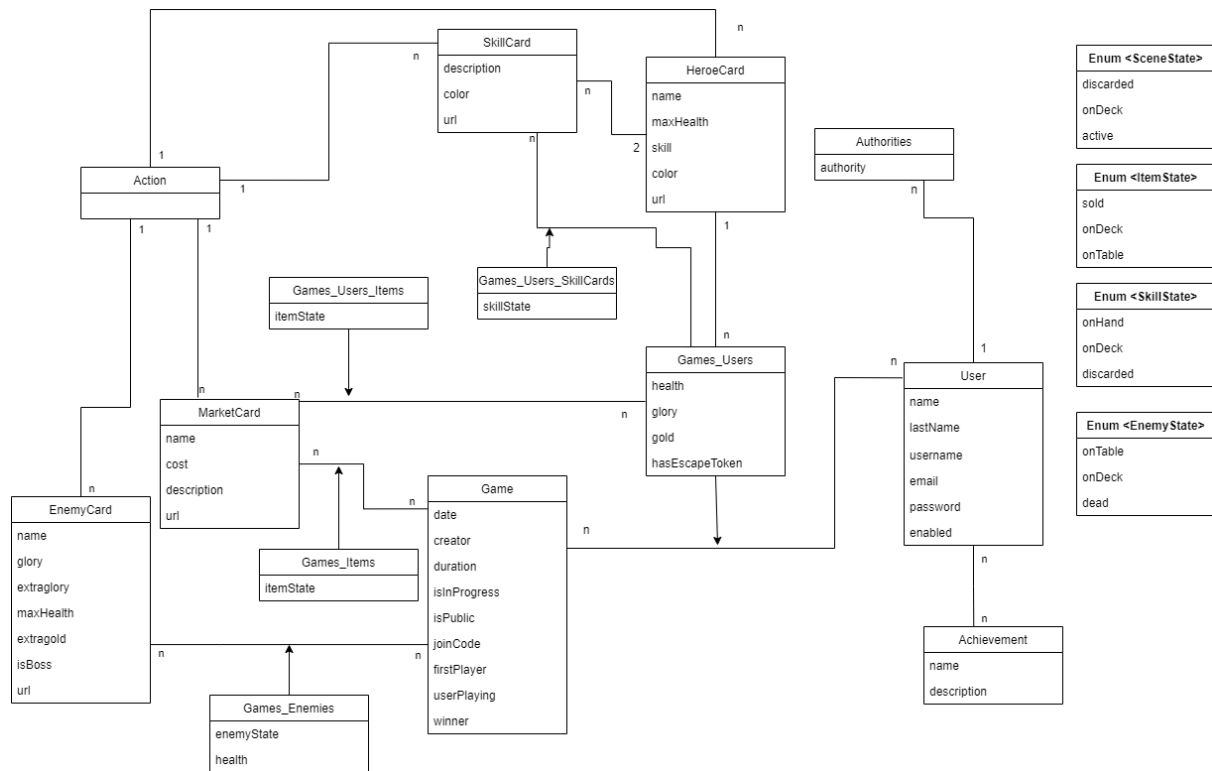 n
SkillCard
n
description
color
url
n
n
HeroeCard
name
maxHealth
skill
color
url
2
1
Enum <SceneState>
discarded
onDeck
active
Authorities
authority
n
1
Action
1
1
1
Enum <ItemState>
sold
onDeck
onTable
Games_Users_Items
itemState
Games_Users_SkillCards
skillState
Enum <SkillState>
onHand
onDeck
discarded
n
1
Games_Users
health
glory
gold
hasEscapeToken
n
User
name
lastName
username
email
password
enabled
n
n
n
MarketCard
name
cost
description
url
n
n
Enum <EnemyState>
onTable
onDeck
dead
n
EnemyCard
name
glory
extraglory
maxHealth
extragold
isBoss
url
Game
date
creator
duration
isInProgress
isPublic
joinCode
firstPlayer
userPlaying
winner
n
Games_Items
itemState
n
n
Achievement
name
description
n
n
Games_Enemies
enemyState
health